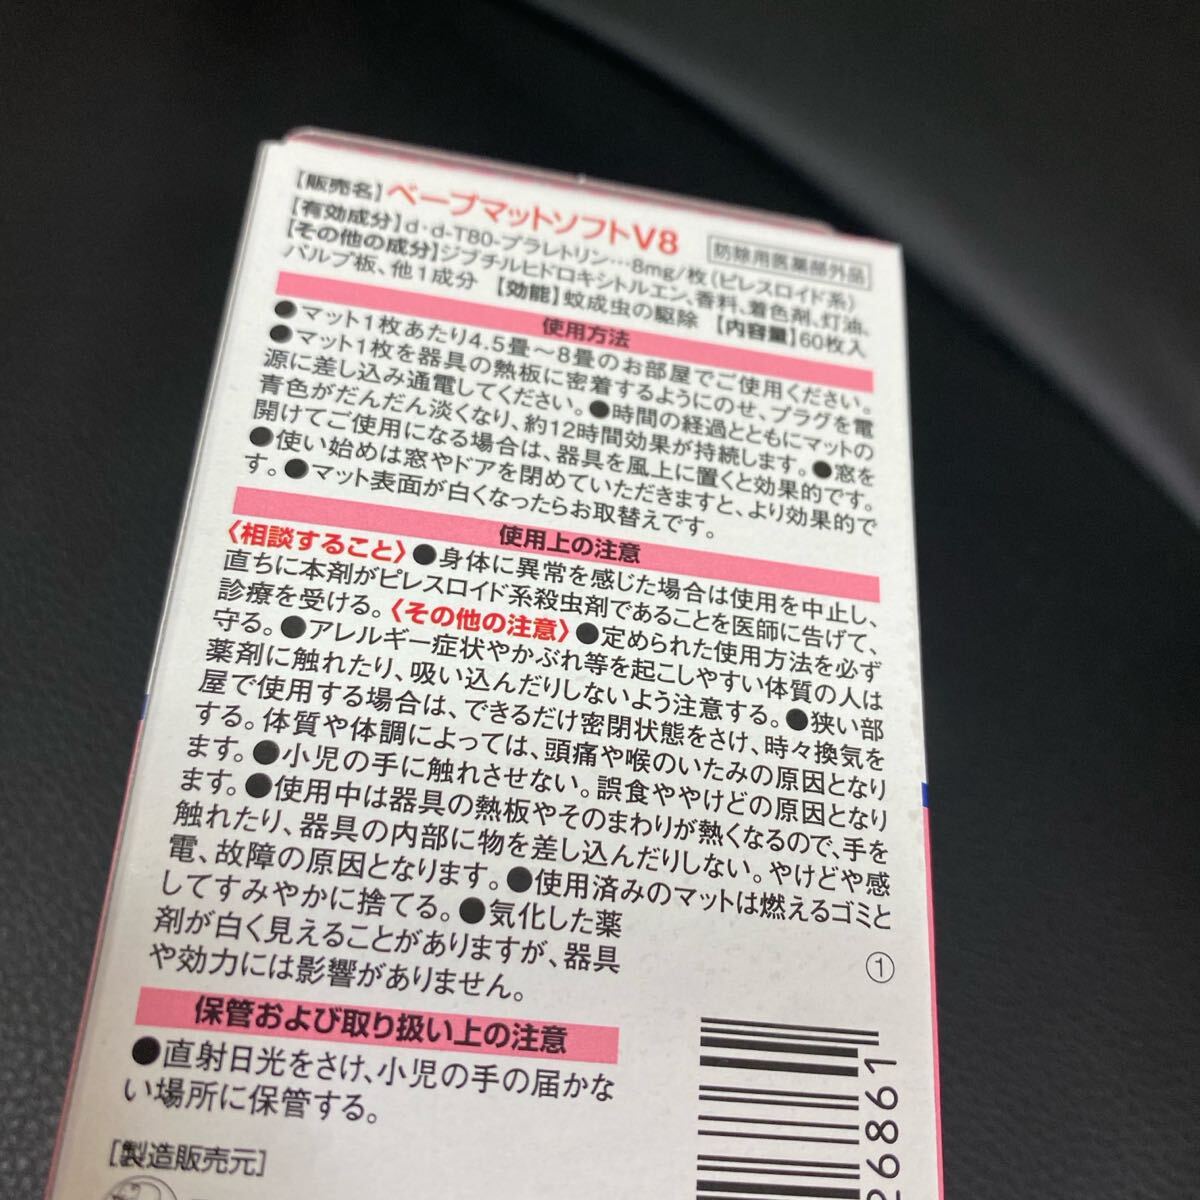 【販売名】ベープマットソフトV8 防除用医薬部外品
【有効成分】d・d-T80-プラレトリン…8mg/枚(ピレスロイド系)
【その他の成分】ジブチルヒドロキシトルエン、香料、着色剤、灯油、
パルプ板、他1成分 【効能】蚊成虫の駆除 【内容量】60枚入
使用方法
●マット1枚あたり4.5畳〜8畳のお部屋でご使用ください。
●マット1枚を器具の熱板に密着するようにのせ、プラグを電
源に差し込み通電してください。●時間の経過とともにマットの
青色がだんだん淡くなり、約12時間効果が持続します。●窓を
開けてご使用になる場合は、器具を風上に置くと効果的です。
●使い始めは窓やドアを閉めていただきますと、より効果的で
す。●マット表面が白くなったらお取替えです。
使用上の注意
〈相談すること〉●身体に異常を感じた場合は使用を中止し、
直ちに本剤がピレスロイド系殺虫剤であることを医師に告げて、
診療を受ける。〈その他の注意〉●定められた使用方法を必ず
守る。●アレルギー症状やかぶれ等を起こしやすい体質の人は
薬剤に触れたり、吸い込んだりしないよう注意する。●狭い部
屋で使用する場合は、できるだけ密閉状態をさけ、時々換気を
する。体質や体調によっては、頭痛や喉のいたみの原因となり
ます。●小児の手に触れさせない。誤食ややけどの原因となり
ます。●使用中は器具の熱板やそのまわりが熱くなるので、手を
触れたり、器具の内部に物を差し込んだりしない。やけどや感
電、故障の原因となります。●使用済みのマットは燃えるゴミと
してすみやかに捨てる。●気化した薬
剤が白く見えることがありますが、器具
や効力には影響がありません。
①
保管および取り扱い上の注意
●直射日光をさけ、小児の手の届かな
い場所に保管する。
[製造販売元]
26861